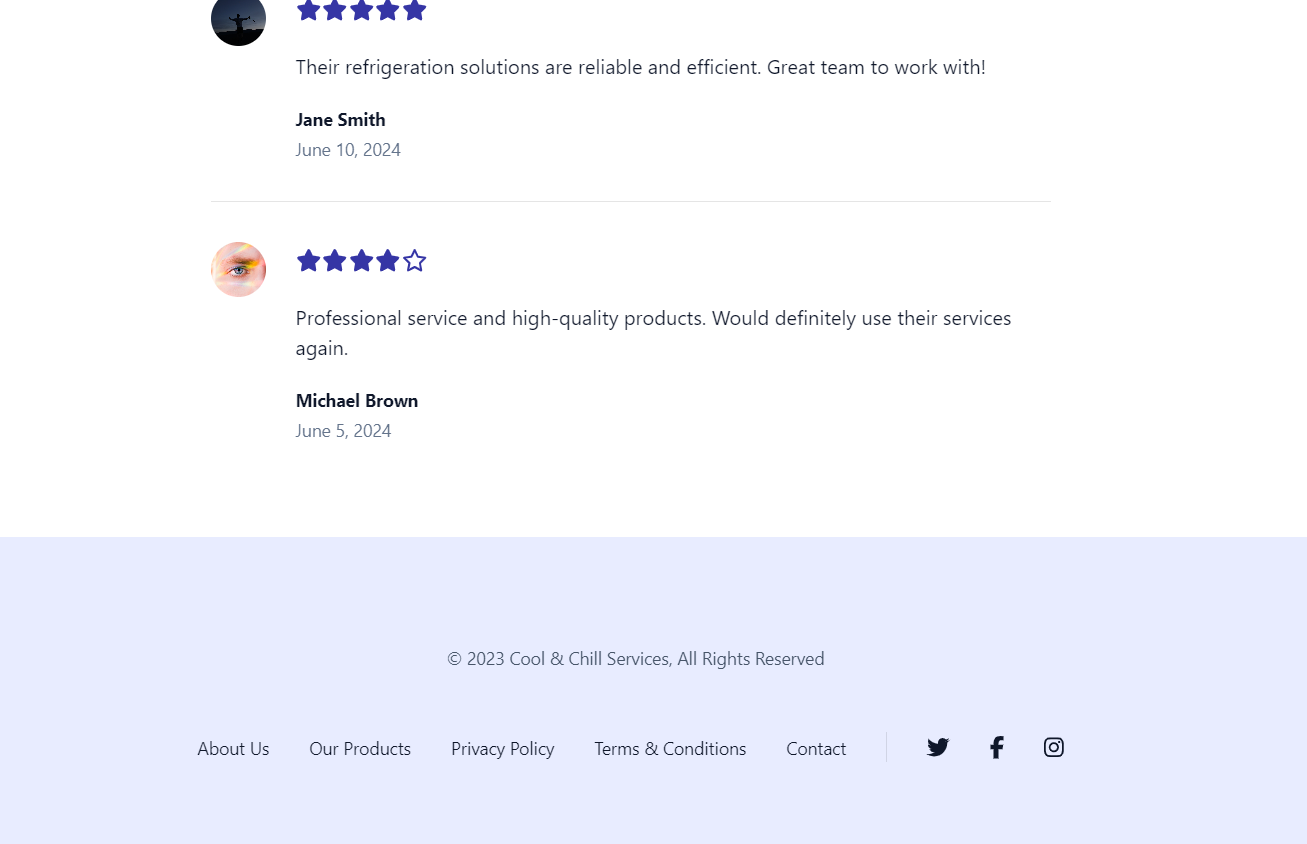 Their refrigeration solutions are reliable and efficient. Great team to work with!
Jane Smith
June 10, 2024
Professional service and high-quality products. Would definitely use their services
again.
Michael Brown
June 5, 2024
© 2023 Cool & Chill Services, All Rights Reserved
About Us Our Products Privacy Policy Terms & Conditions Contact